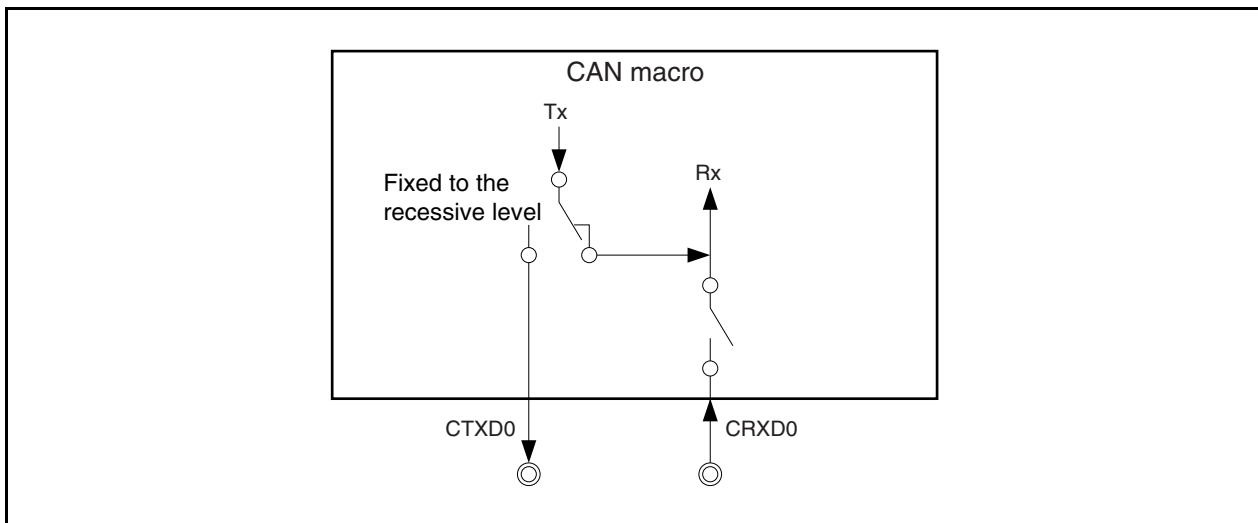 CAN macro
Tx
Rx
Fixed to the
recessive level
CTXD0
CRXD0